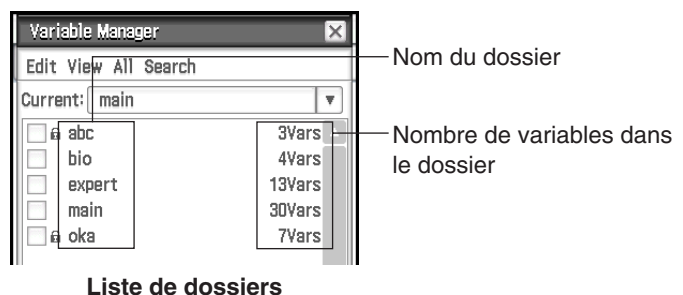 Variable Manager
Edit View All Search
Nom du dossier
Current: main
abc 3Vars
Nombre de variables dans
le dossier
bio 4Vars
expert 13Vars
main 30Vars
oka 7Vars
Liste de dossiers